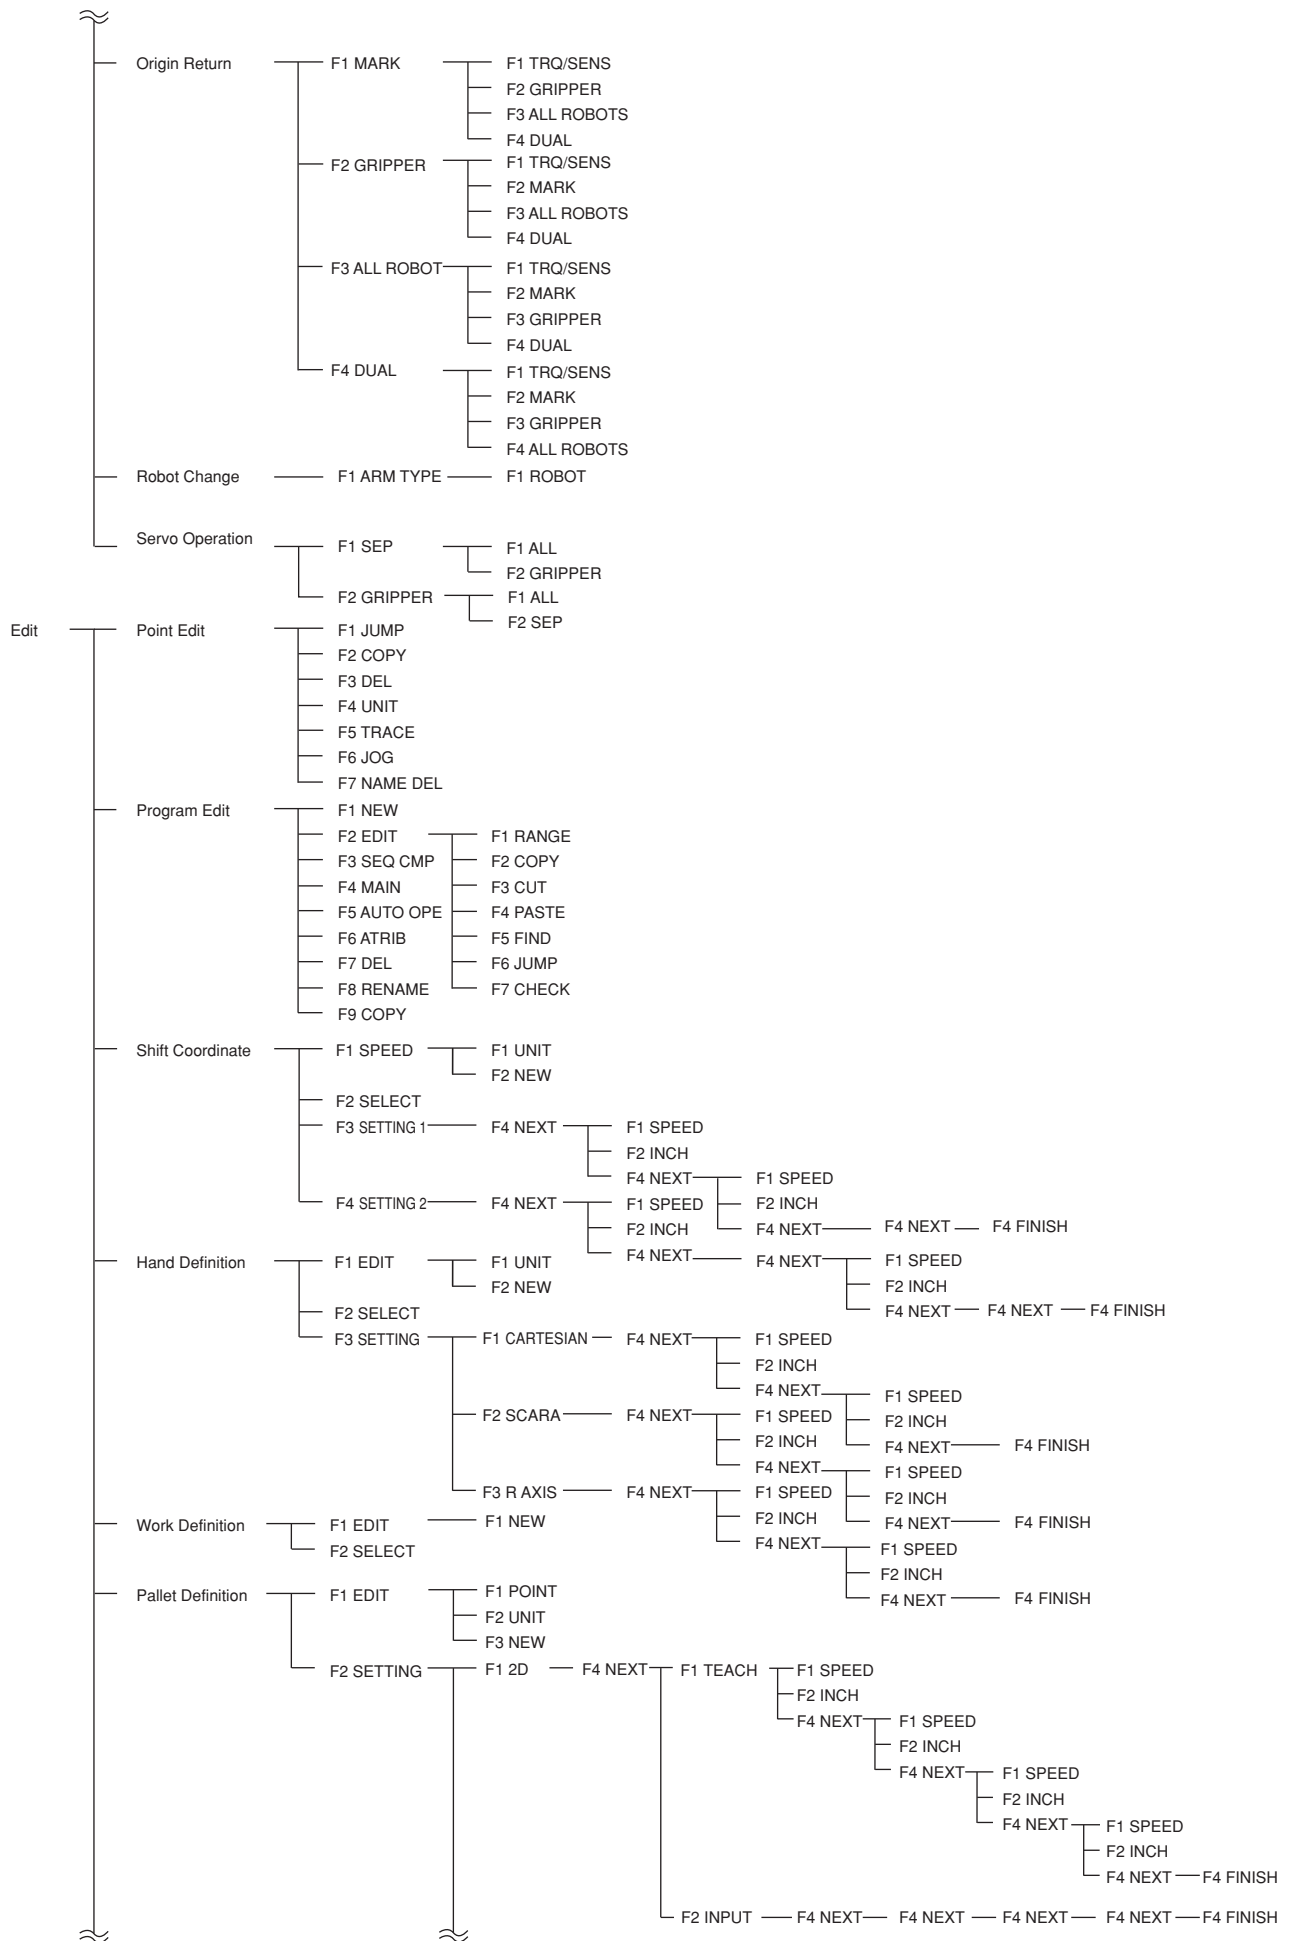 Origin Return F1 MARK F1 TRQ/SENS
F2 GRIPPER
F3 ALL ROBOTS
F4 DUAL
F2 GRIPPER F1 TRQ/SENS
F2 MARK
F3 ALL ROBOTS
F4 DUAL
F3 ALL ROBOT F1 TRQ/SENS
F2 MARK
F3 GRIPPER
F4 DUAL
F4 DUAL F1 TRQ/SENS
F2 MARK
F3 GRIPPER
F4 ALL ROBOTS
Robot Change F1 ARM TYPE F1 ROBOT
Servo Operation F1 SEP F1 ALL
F2 GRIPPER
F2 GRIPPER F1 ALL
F2 SEP
Edit Point Edit F1 JUMP
F2 COPY
F3 DEL
F4 UNIT
F5 TRACE
F6 JOG
F7 NAME DEL
Program Edit F1 NEW
F2 EDIT F1 RANGE
F3 SEQ CMP F2 COPY
F4 MAIN F3 CUT
F5 AUTO OPE F4 PASTE
F6 ATRIB F5 FIND
F7 DEL F6 JUMP
F8 RENAME F7 CHECK
F9 COPY
Shift Coordinate F1 SPEED F1 UNIT
F2 NEW
F2 SELECT
F3 SETTING 1 F4 NEXT F1 SPEED
F2 INCH
F4 NEXT F1 SPEED
F4 SETTING 2 F4 NEXT F1 SPEED F2 INCH
F2 INCH F4 NEXT F4 NEXT F4 FINISH
F4 NEXT F4 NEXT F1 SPEED
Hand Definition F1 EDIT F1 UNIT
F2 NEW F2 INCH
F2 SELECT F4 NEXT F4 NEXT F4 FINISH
F3 SETTING F1 CARTESIAN F4 NEXT F1 SPEED
F2 INCH
F4 NEXT F1 SPEED
F2 SCARA F4 NEXT F1 SPEED F2 INCH
F2 INCH F4 NEXT F4 FINISH
F4 NEXT F1 SPEED
F3 R AXIS F4 NEXT F1 SPEED F2 INCH
Work Definition F1 EDIT F1 NEW F2 INCH F4 NEXT F4 FINISH
F2 SELECT F4 NEXT F1 SPEED
F2 INCH
Pallet Definition F1 EDIT F1 POINT F4 NEXT F4 FINISH
F2 UNIT
F3 NEW
F2 SETTING F1 2D F4 NEXT F1 TEACH F1 SPEED
F2 INCH
F4 NEXT F1 SPEED
F2 INCH
F4 NEXT F1 SPEED
F2 INCH
F4 NEXT F1 SPEED
F2 INCH
F4 NEXT F4 FINISH
F2 INPUT F4 NEXT F4 NEXT F4 NEXT F4 NEXT F4 FINISH